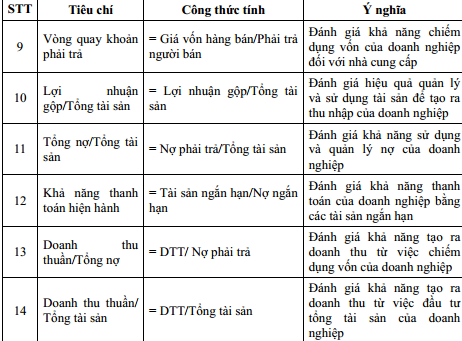 STT Tiêu chí Công thức tính Ý nghĩa
9 Vòng quay khoản phải trả = Giá vốn hàng bán/Phải trả người bán Đánh giá khả năng chiếm dụng vốn của doanh nghiệp đối với nhà cung cấp
10 Lợi nhuận gộp/Tổng tài sản = Lợi nhuận gộp/Tổng tài sản Đánh giá hiệu quả quản lý và sử dụng tài sản để tạo ra thu nhập của doanh nghiệp
11 Tổng nợ/Tổng tài sản = Nợ phải trả/Tổng tài sản Đánh giá khả năng sử dụng và quản lý nợ của doanh nghiệp
12 Khả năng thanh toán hiện hành = Tài sản ngắn hạn/Nợ ngắn hạn Đánh giá khả năng thanh toán của doanh nghiệp bằng các tài sản ngắn hạn
13 Doanh thu thuần/Tổng nợ = DTT/ Nợ phải trả Đánh giá khả năng tạo ra doanh thu từ việc chiếm dụng vốn của doanh nghiệp
14 Doanh thu thuần/ Tổng tài sản = DTT/Tổng tài sản Đánh giá khả năng tạo ra doanh thu từ việc đầu tư tổng tài sản của doanh nghiệp